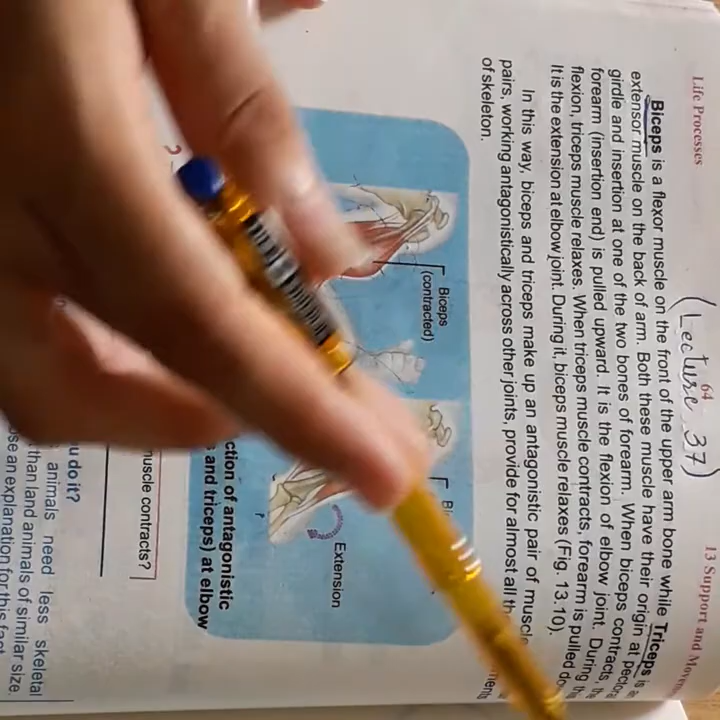 Life Processes
64
13 Support and Movem
(Lecture 37)
Biceps is a flexor muscle on the front of the upper arm bone while Triceps is
extensor muscle on the back of arm. Both these muscle have their origin at
girdle and insertion at one of the two bones of forearm. When biceps contracts,
forearm (insertion end) is pulled upward. It is the flexion of elbow joint. During
flexion, triceps muscle relaxes. When triceps muscle contracts, forearm is pulled
It is the extension at elbow joint. During it, biceps muscle relaxes (Fig. 13.10).
In this way, biceps and triceps make up an antagonistic pair of muscle
pairs, working antagonistically across other joints, provide for almost all
of skeleton.
Biceps
(contracted)
Extension
ction of antagonistic
and triceps) at elbow
muscle contracts?
u do it?
animals need less skeletal
than land animals of similar size.
an explanation for this fact